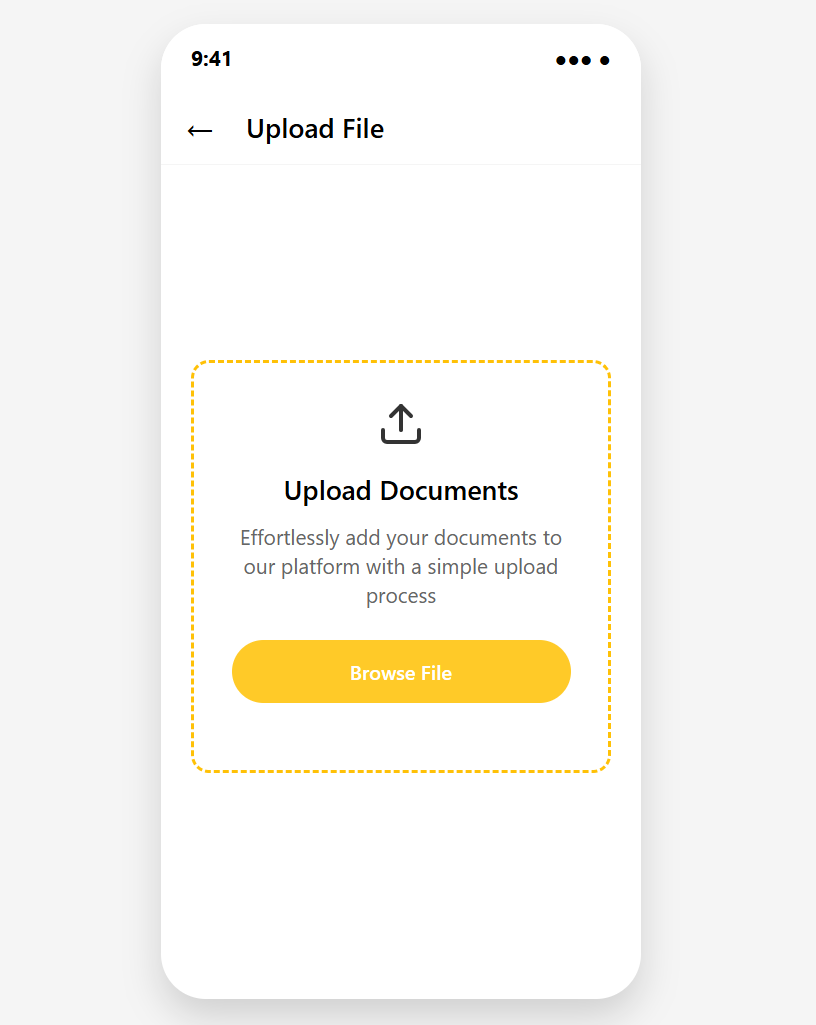 9:41
Upload File
Upload Documents
Effortlessly add your documents to
our platform with a simple upload
process
Browse File